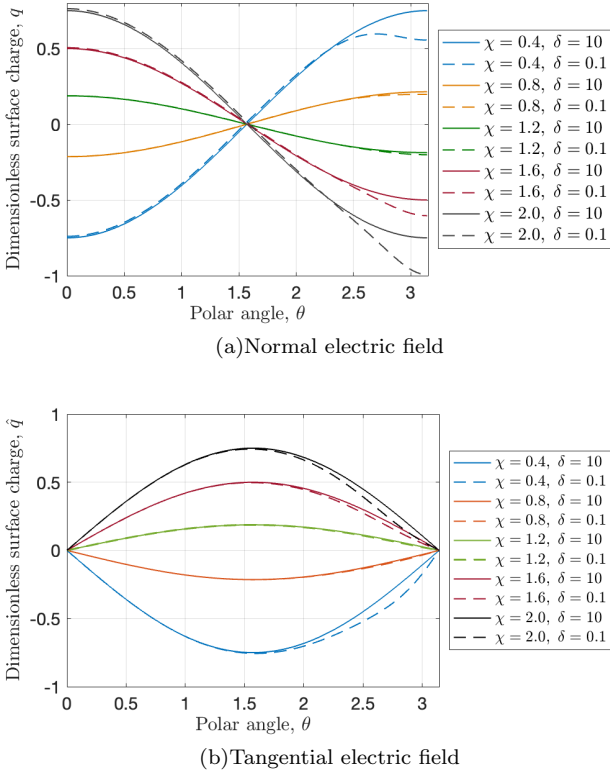 Dimensionless surface charge, q
0.5
0
-0.5
-1
0
0.5
1
1.5
2
2.5
3
Polar angle, θ
χ = 0.4, δ = 10
χ = 0.4, δ = 0.1
χ = 0.8, δ = 10
χ = 0.8, δ = 0.1
χ = 1.2, δ = 10
χ = 1.2, δ = 0.1
χ = 1.6, δ = 10
χ = 1.6, δ = 0.1
χ = 2.0, δ = 10
χ = 2.0, δ = 0.1
(a)Normal electric field
Dimensionless surface charge, q̂
1
0.5
0
-0.5
-1
0
0.5
1
1.5
2
2.5
3
Polar angle, θ
χ = 0.4, δ = 10
χ = 0.4, δ = 0.1
χ = 0.8, δ = 10
χ = 0.8, δ = 0.1
χ = 1.2, δ = 10
χ = 1.2, δ = 0.1
χ = 1.6, δ = 10
χ = 1.6, δ = 0.1
χ = 2.0, δ = 10
χ = 2.0, δ = 0.1
(b)Tangential electric field